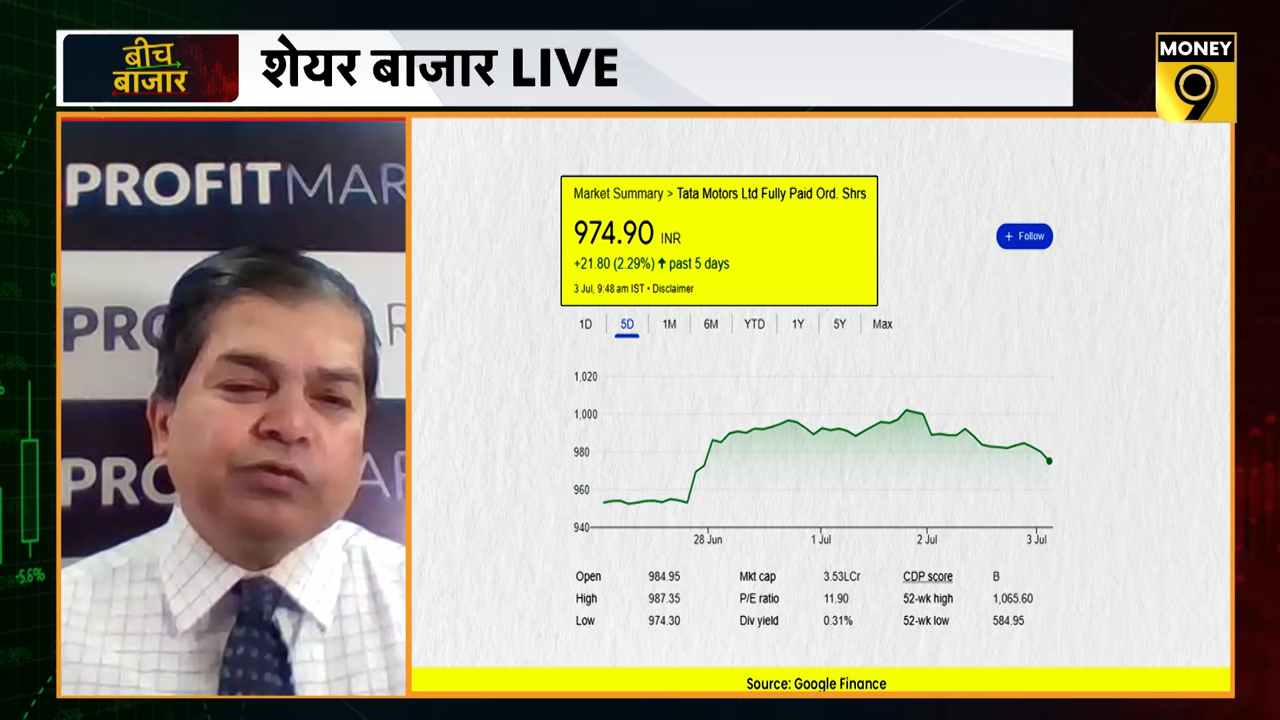 बीच
बाजार
शेयर बाजार LIVE
MONEY
9
PROFITMAR
PRO
PRO
Market Summary > Tata Motors Ltd Fully Paid Ord. Shrs
974.90 INR
+21.80 (2.29%) ↑ past 5 days
3 Jul, 9:48 am IST • Disclaimer
+ Follow
1D 5D 1M 6M YTD 1Y 5Y Max
1,020
1,000
980
960
940
28 Jun 1 Jul 2 Jul 3 Jul
Open 984.95 Mkt cap 3.53LCr CDP score B
High 987.35 P/E ratio 11.90 52-wk high 1,065.60
Low 974.30 Div yield 0.31% 52-wk low 584.95
Source: Google Finance
-5.6%